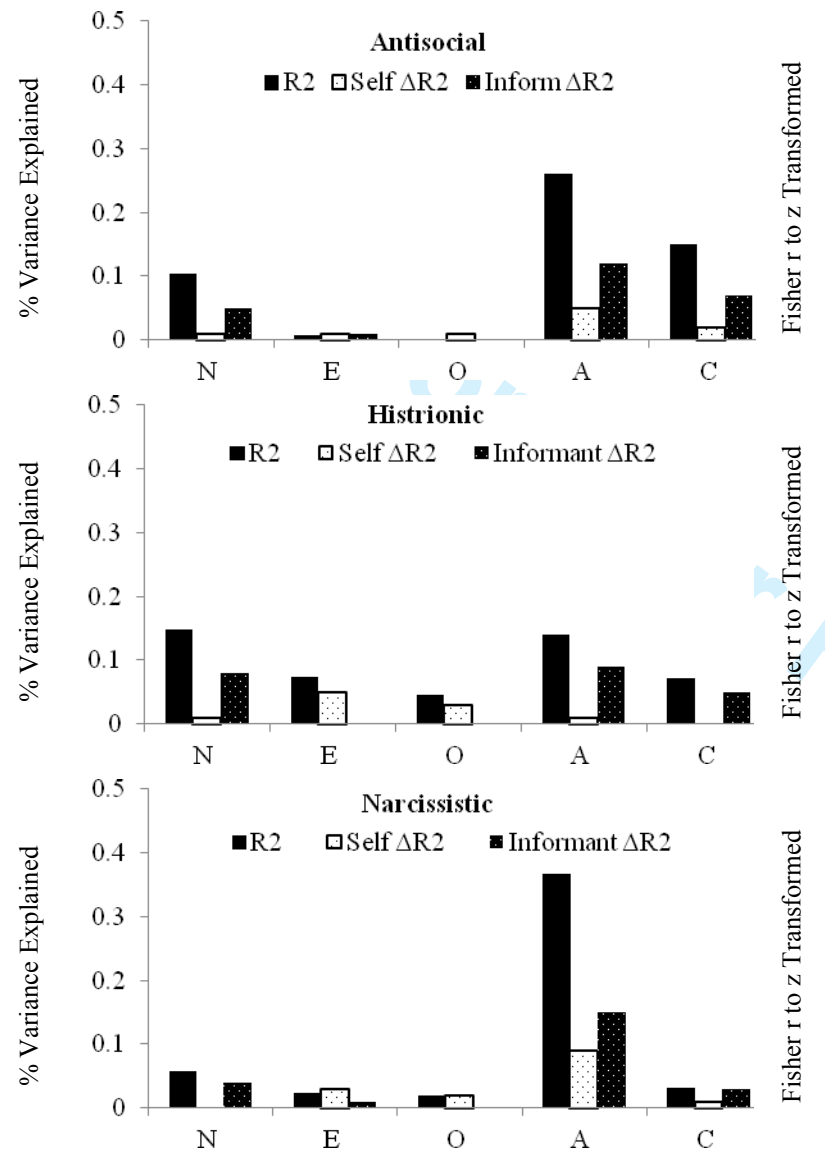 Antisocial
R2 Self ΔR2 Inform ΔR2
% Variance Explained
0.5
0.4
0.3
0.2
0.1
0
N E O A C
Fisher r to z Transformed
Histrionic
R2 Self ΔR2 Informant ΔR2
% Variance Explained
0.5
0.4
0.3
0.2
0.1
0
N E O A C
Fisher r to z Transformed
Narcissistic
R2 Self ΔR2 Informant ΔR2
% Variance Explained
0.5
0.4
0.3
0.2
0.1
0
N E O A C
Fisher r to z Transformed